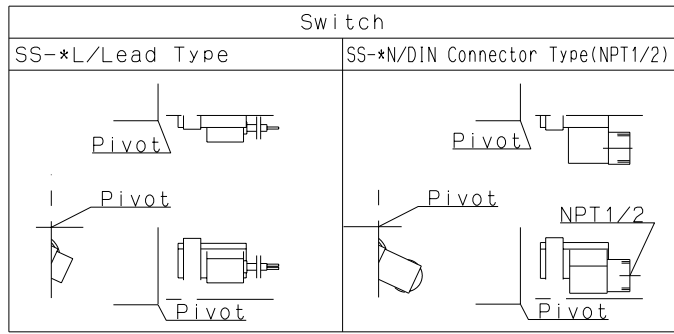 Switch
SS-*L/Lead Type
SS-*N/DIN Connector Type(NPT1/2)
Pivot
Pivot
Pivot
Pivot
NPT1/2
Pivot
Pivot